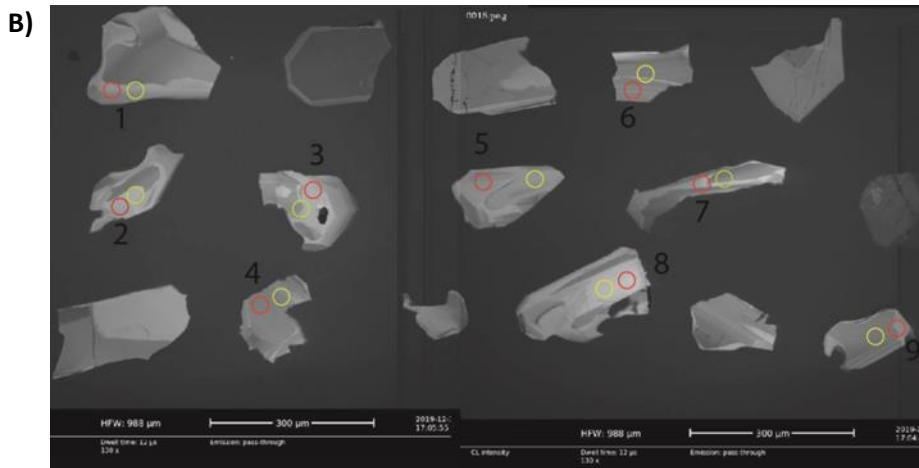 B)
0018.png
1
2
3
4
5
6
7
8
9
HFW: 988 µm
300 µm
2019-12-
17:05:55
Dwell time: 12 µs
Emission: pass-through
130 x
HFW: 988 µm
300 µm
2019-
17:04:
CL intensity
Dwell time: 12 µs
Emission: pass-through
130 x